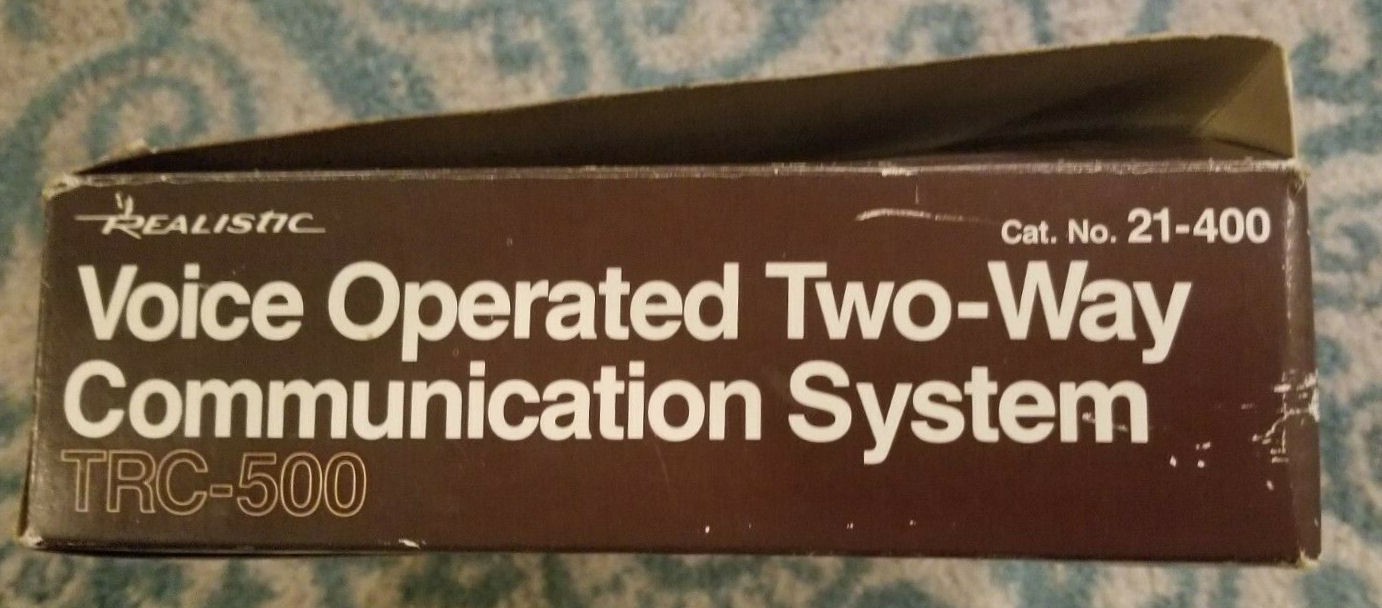 REALISTIC
Cat. No. 21-400
Voice Operated Two-Way
Communication System
TRC-500